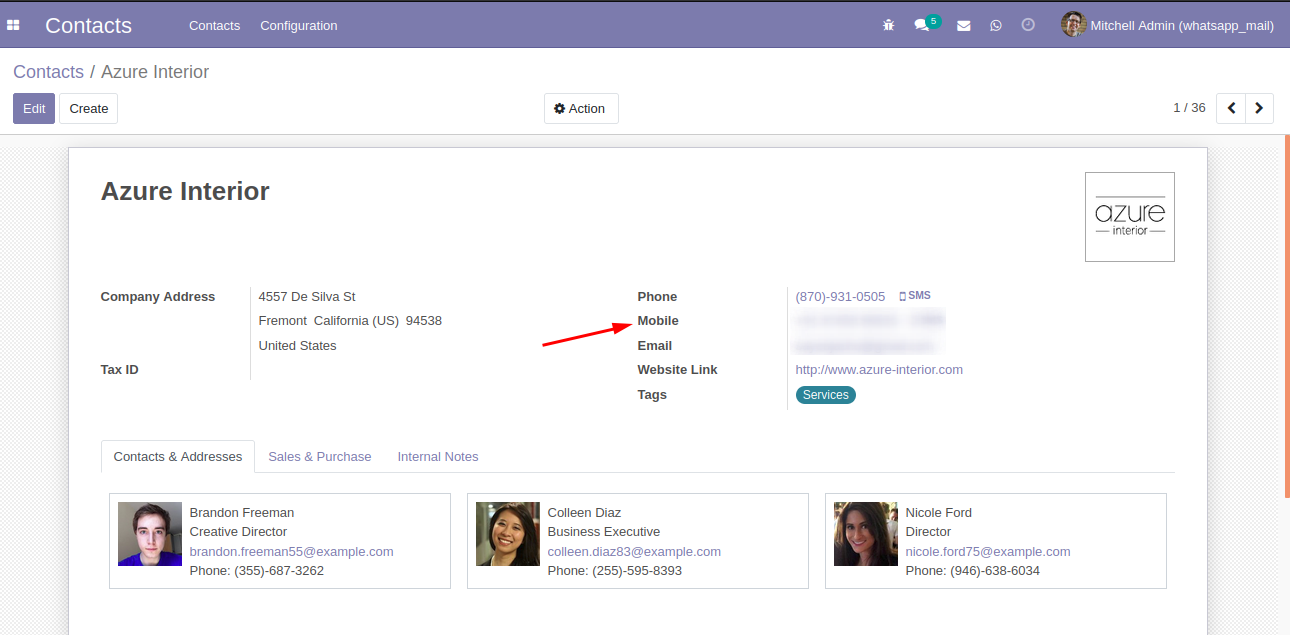 Contacts Contacts Configuration 5 Mitchell Admin (whatsapp_mail)
Contacts / Azure Interior
Edit Create Action 1 / 36
Azure Interior
azure
interior
Company Address 4557 De Silva St Phone (870)-931-0505 SMS
Fremont California (US) 94538 Mobile
United States Email
Tax ID Website Link http://www.azure-interior.com
Tags Services
Contacts & Addresses Sales & Purchase Internal Notes
Brandon Freeman
Creative Director
brandon.freeman55@example.com
Phone: (355)-687-3262
Colleen Diaz
Business Executive
colleen.diaz83@example.com
Phone: (255)-595-8393
Nicole Ford
Director
nicole.ford75@example.com
Phone: (946)-638-6034